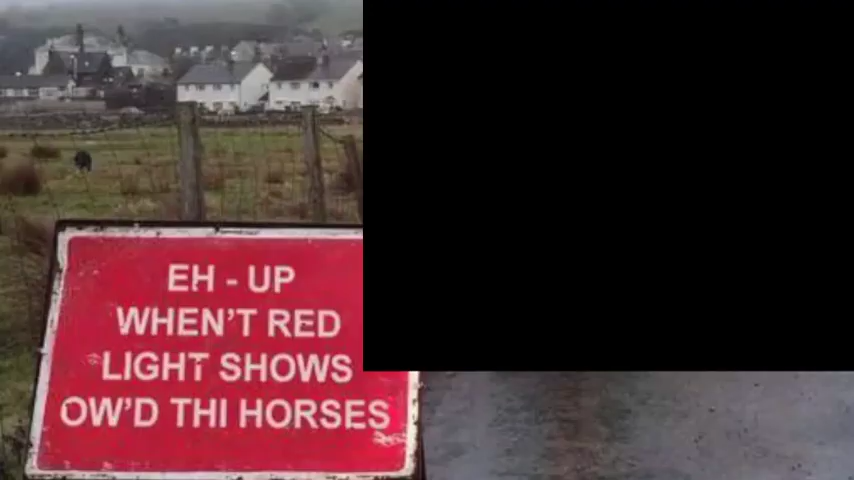 EH - UP
WHEN'T RED
LIGHT SHOWS
OW'D THI HORSES